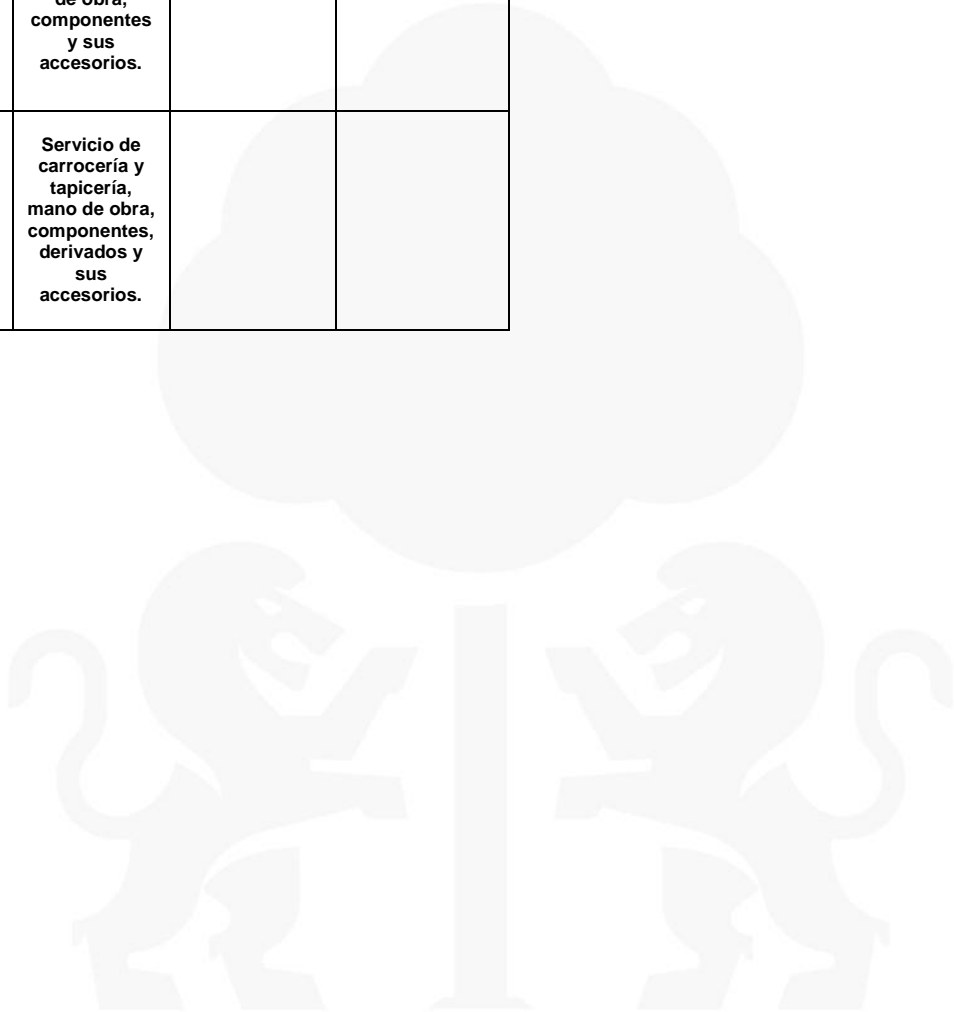 de obra,
componentes
y sus
accesorios.
Servicio de
carrocería y
tapicería,
mano de obra,
componentes,
derivados y
sus
accesorios.